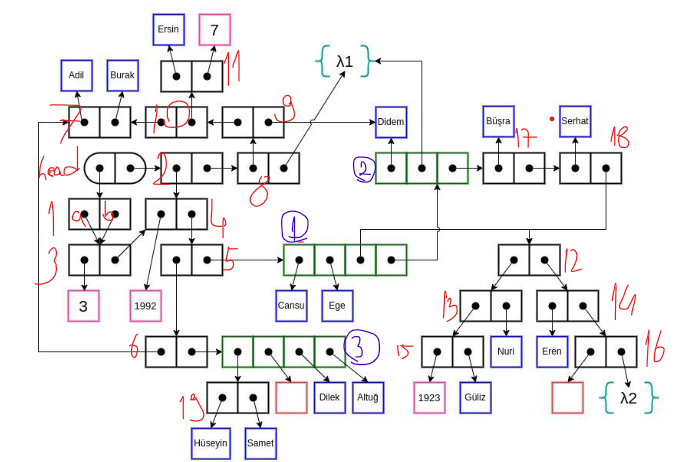 Ersin 7
11
λ1
Adil Burak
7 10 9 Didem Büşra Serhat
17 18
head 2 8 2
1 a b 4
1
3 5 12
3 1992 Cansu Ege 13 14
6 3 15 Nuri Eren 16
19 Dilek Altuğ 1923 Güliz λ2
Hüseyin Samet